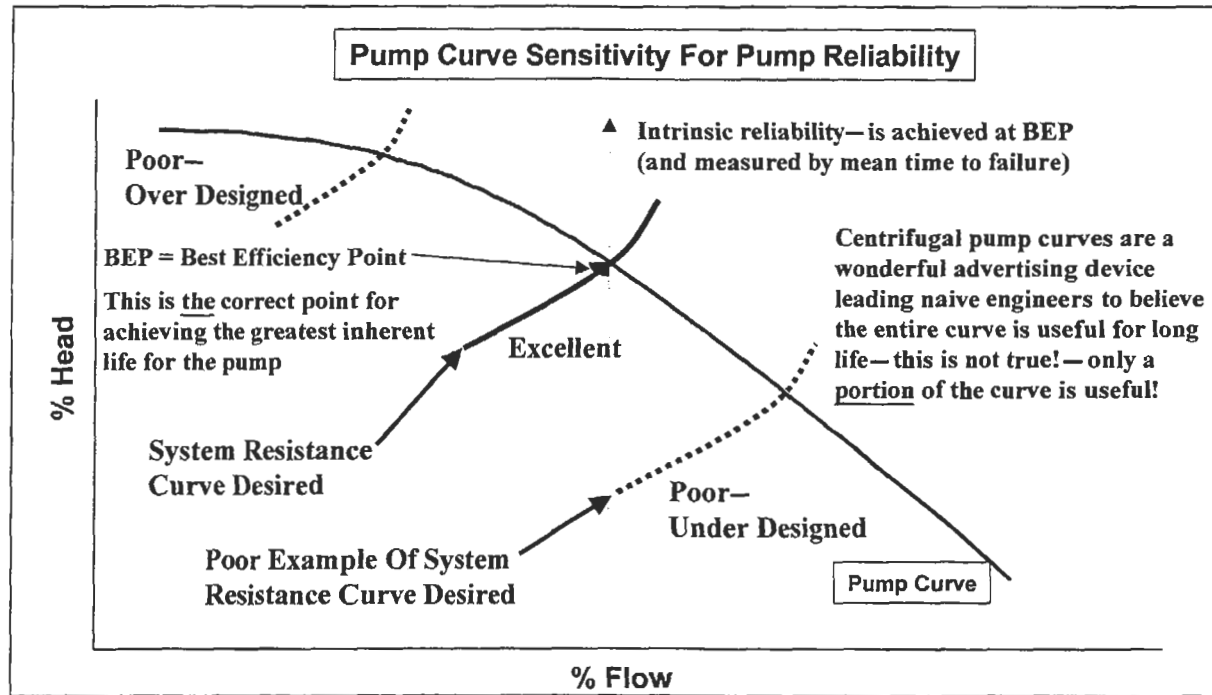 Pump Curve Sensitivity For Pump Reliability
Poor–
Over Designed
Intrinsic reliability—is achieved at BEP
(and measured by mean time to failure)
BEP = Best Efficiency Point
This is the correct point for
achieving the greatest inherent
life for the pump
Centrifugal pump curves are a
wonderful advertising device
leading naive engineers to believe
the entire curve is useful for long
life—this is not true!—only a
portion of the curve is useful!
Excellent
% Head
System Resistance
Curve Desired
Poor–
Under Designed
Poor Example Of System
Resistance Curve Desired
Pump Curve
% Flow